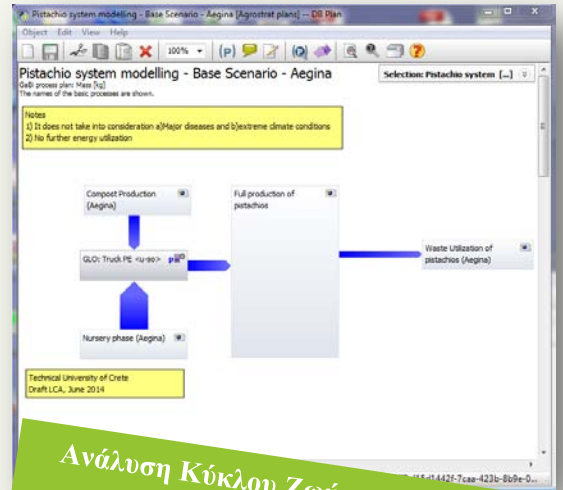 Pistachio system modelling - Base Scenario - Aegina [Agrostrat plans] -- DB Plan
Object Edit View Help
100% (P)
Pistachio system modelling - Base Scenario - Aegina
Selection: Pistachio system [...]
GaBi process plan: Mass [kg]
The names of the basic processes are shown.
Notes
1) It does not take into consideration a)Major diseases and b)extreme climate conditions
2) No further energy utilization
Compost Production
(Aegina)
Full production of
pistachios
GLO: Truck PE <u-so>
Waste Utilization of
pistachios (Aegina)
Nursery phase (Aegina)
Technical University of Crete
Draft LCA, June 2014
Ανάλυση Κύκλου